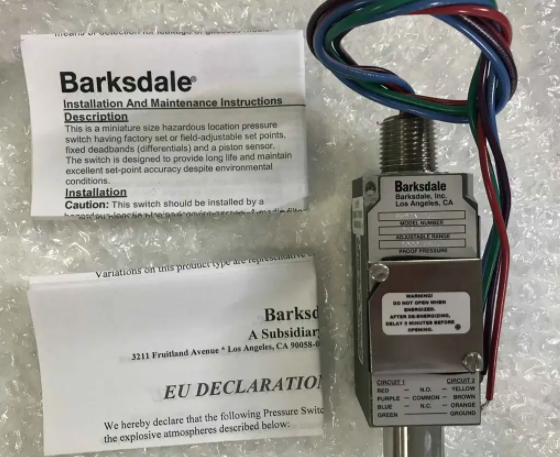 Barksdale®
Installation And Maintenance Instructions
Description
This is a miniature size hazardous location pressure
switch having factory set or field-adjustable set points,
fixed deadbands (differentials) and a piston sensor.
The switch is designed to provide long life and maintain
excellent set-point accuracy despite environmental
conditions.
Installation
Caution: This switch should be installed by a
Variations on this product type are representative
Barksd
A Subsidiar
3211 Fruitland Avenue * Los Angeles, CA 90058-0
EU DECLARATIO
We hereby declare that the following Pressure Switc
the explosive atmospheres described below:
Barksdale
Barksdale, Inc.
Los Angeles, CA
MODEL NUMBER
ADJUSTABLE RANGE
PROOF PRESSURE
WARNING!
DO NOT OPEN WHEN
ENERGIZED.
AFTER DE-ENERGIZING,
DELAY 5 MINUTES BEFORE
OPENING.
CIRCUIT 1 CIRCUIT 2
RED – N.O. – YELLOW
PURPLE – COMMON – BROWN
BLUE – N.C. – ORANGE
GREEN – GROUND